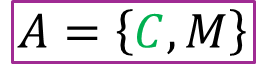 A = {C, M}